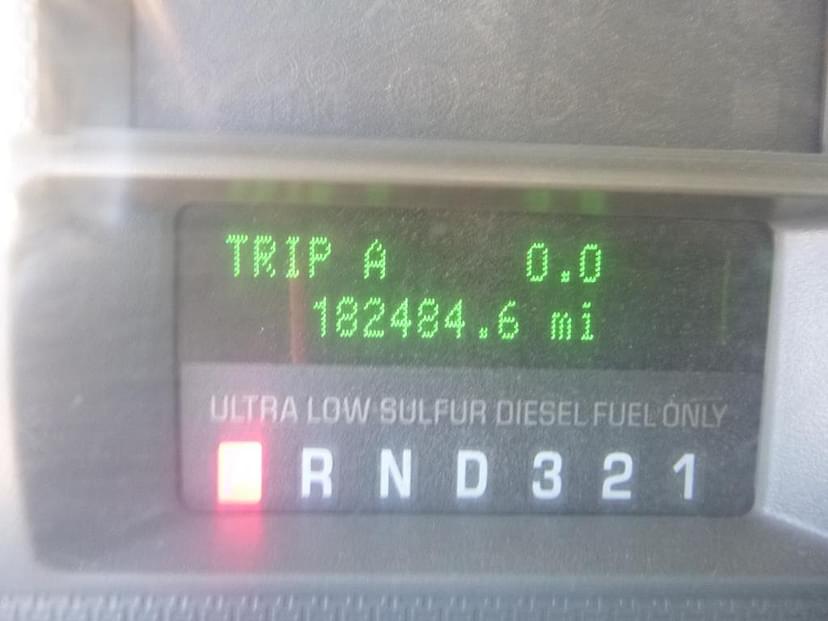 TRIP A 0.0
182484.6 mi
ULTRA LOW SULFUR DIESEL FUEL ONLY
R N D 3 2 1